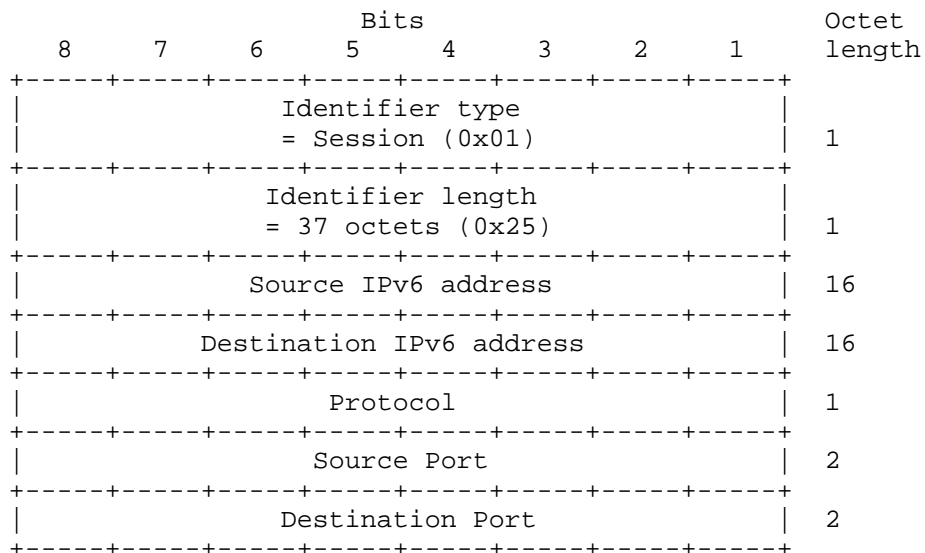 Bits                          Octet
   8     7     6     5     4     3     2     1      length
+-----+-----+-----+-----+-----+-----+-----+-----+
|                Identifier type                |
|                = Session (0x01)               |  1
+-----+-----+-----+-----+-----+-----+-----+-----+
|               Identifier length               |
|               = 37 octets (0x25)              |  1
+-----+-----+-----+-----+-----+-----+-----+-----+
|              Source IPv6 address              |  16
+-----+-----+-----+-----+-----+-----+-----+-----+
|           Destination IPv6 address            |  16
+-----+-----+-----+-----+-----+-----+-----+-----+
|                   Protocol                    |  1
+-----+-----+-----+-----+-----+-----+-----+-----+
|                  Source Port                  |  2
+-----+-----+-----+-----+-----+-----+-----+-----+
|                Destination Port               |  2
+-----+-----+-----+-----+-----+-----+-----+-----+